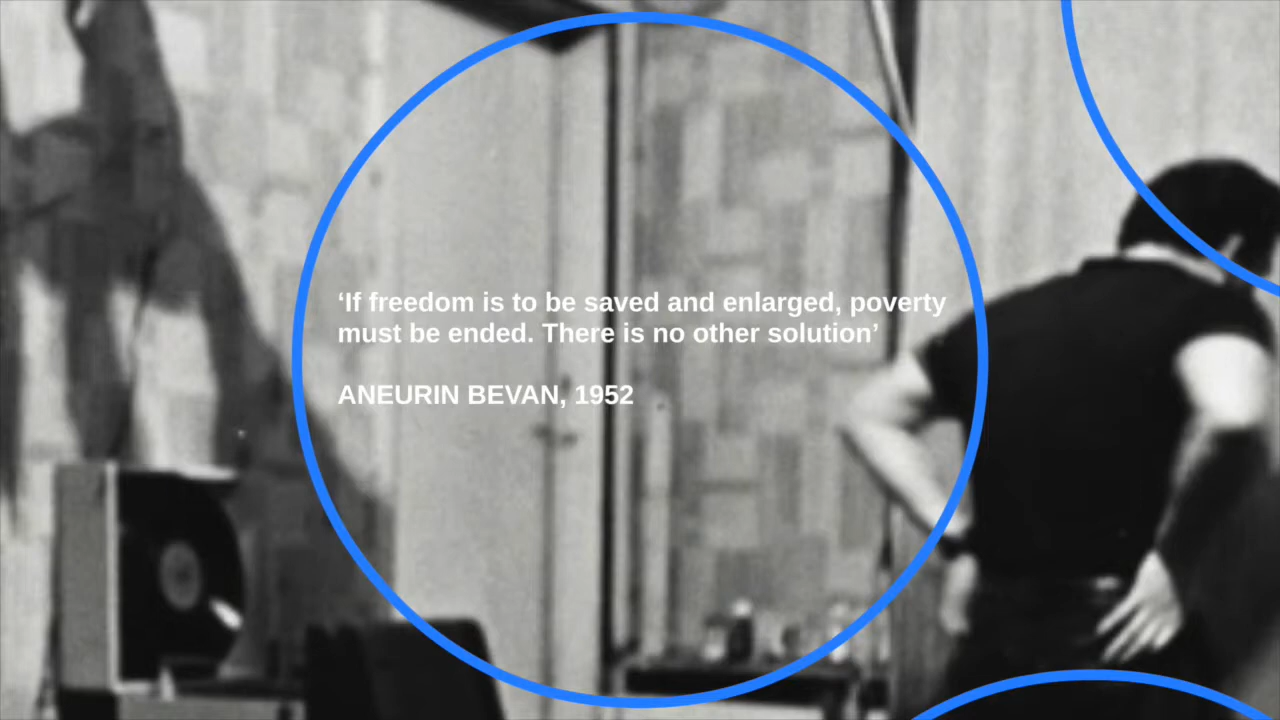 ‘If freedom is to be saved and enlarged, poverty
must be ended. There is no other solution’
ANEURIN BEVAN, 1952